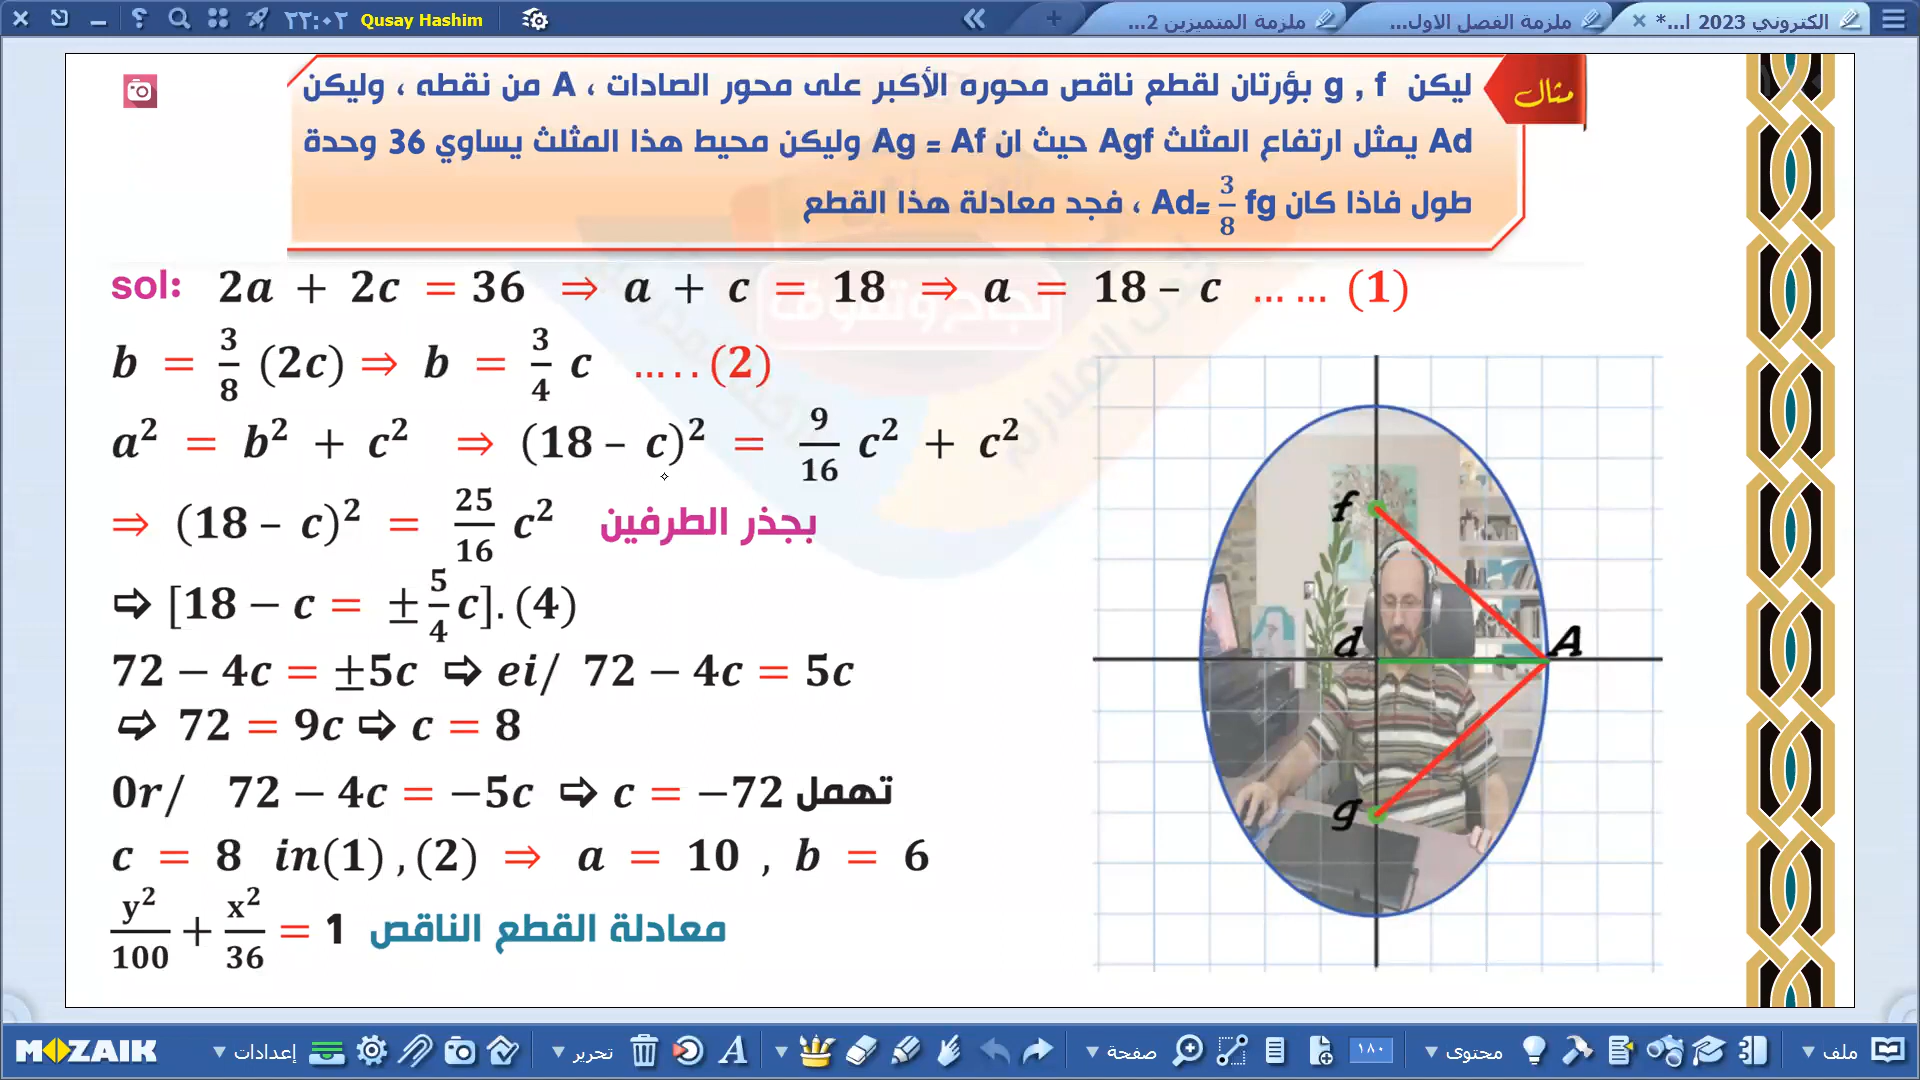 ٢٢:٠٢ Qusay Hashim
ملزمة المتميزين 2...
ملزمة الفصل الاول...
الكتروني 2023 ا...*
مثال
ليكن g , f بؤرتان لقطع ناقص محوره الأكبر على محور الصادات ، A من نقطه ، وليكن
Ad يمثل ارتفاع المثلث Agf حيث ان Ag = Af وليكن محيط هذا المثلث يساوي 36 وحدة
طول فاذا كان Ad= 3/8 fg ، فجد معادلة هذا القطع
نجاح وتفوق
sol: 2a + 2c = 36 ⇒ a + c = 18 ⇒ a = 18 – c ... ... (1)
b = 3/8 (2c) ⇒ b = 3/4 c ... . . (2)
a² = b² + c² ⇒ (18 – c)² = 9/16 c² + c²
⇒ (18 – c)² = 25/16 c² بجذر الطرفين
⇨ [18 − c = ± 5/4 c]. (4)
72 − 4c = ±5c ⇨ ei/ 72 − 4c = 5c
⇨ 72 = 9c ⇨ c = 8
0r/ 72 − 4c = −5c ⇨ c = −72 تهمل
c = 8 in(1) , (2) ⇒ a = 10 , b = 6
y²/100 + x²/36 = 1 معادلة القطع الناقص
f
d
A
g
MOZAIK
إعدادات
تحرير
صفحة
١٨٠
محتوى
ملف